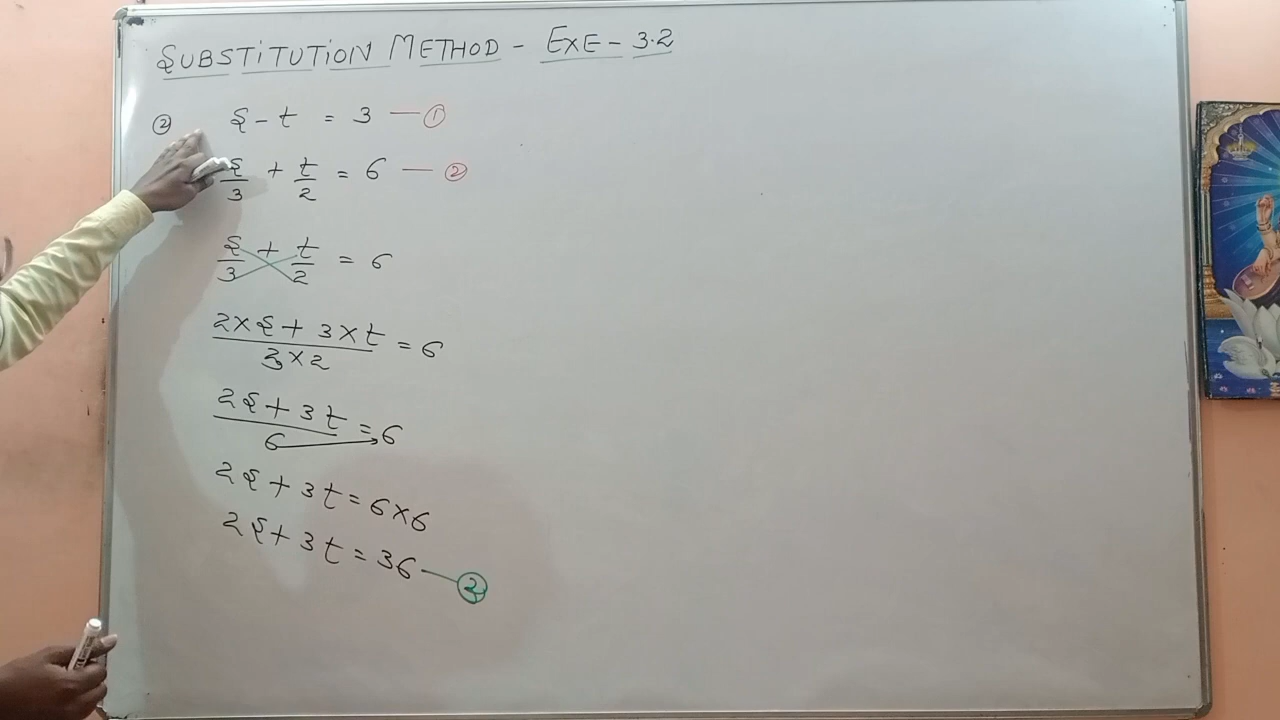 SUBSTITUTION METHOD - EXE - 3.2
② s - t = 3 — ①
s/3 + t/2 = 6 — ②
s/3 + t/2 = 6
(2×s + 3×t)/(3×2) = 6
(2s + 3t)/6 = 6
2s + 3t = 6×6
2s + 3t = 36 — ②